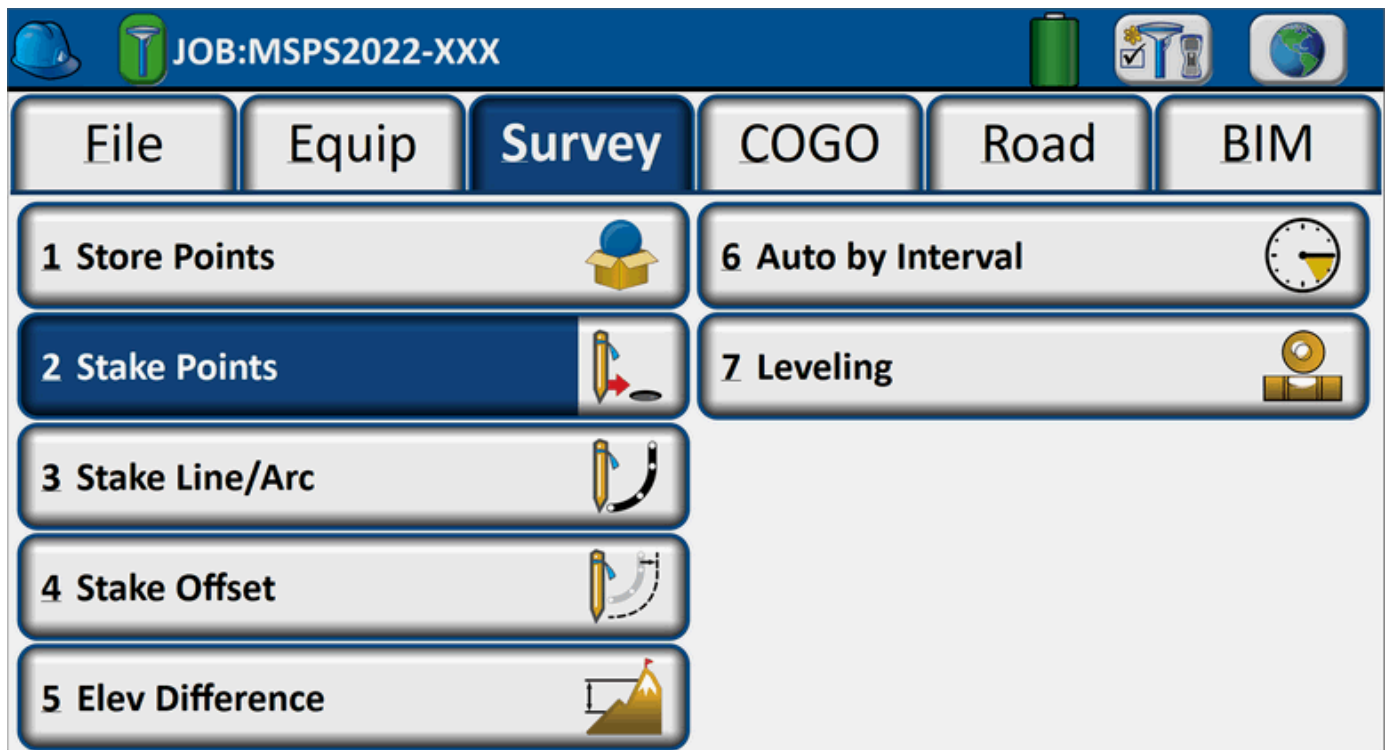 JOB:MSPS2022-XXX
File Equip Survey COGO Road BIM
1 Store Points
2 Stake Points
3 Stake Line/Arc
4 Stake Offset
5 Elev Difference
6 Auto by Interval
7 Leveling